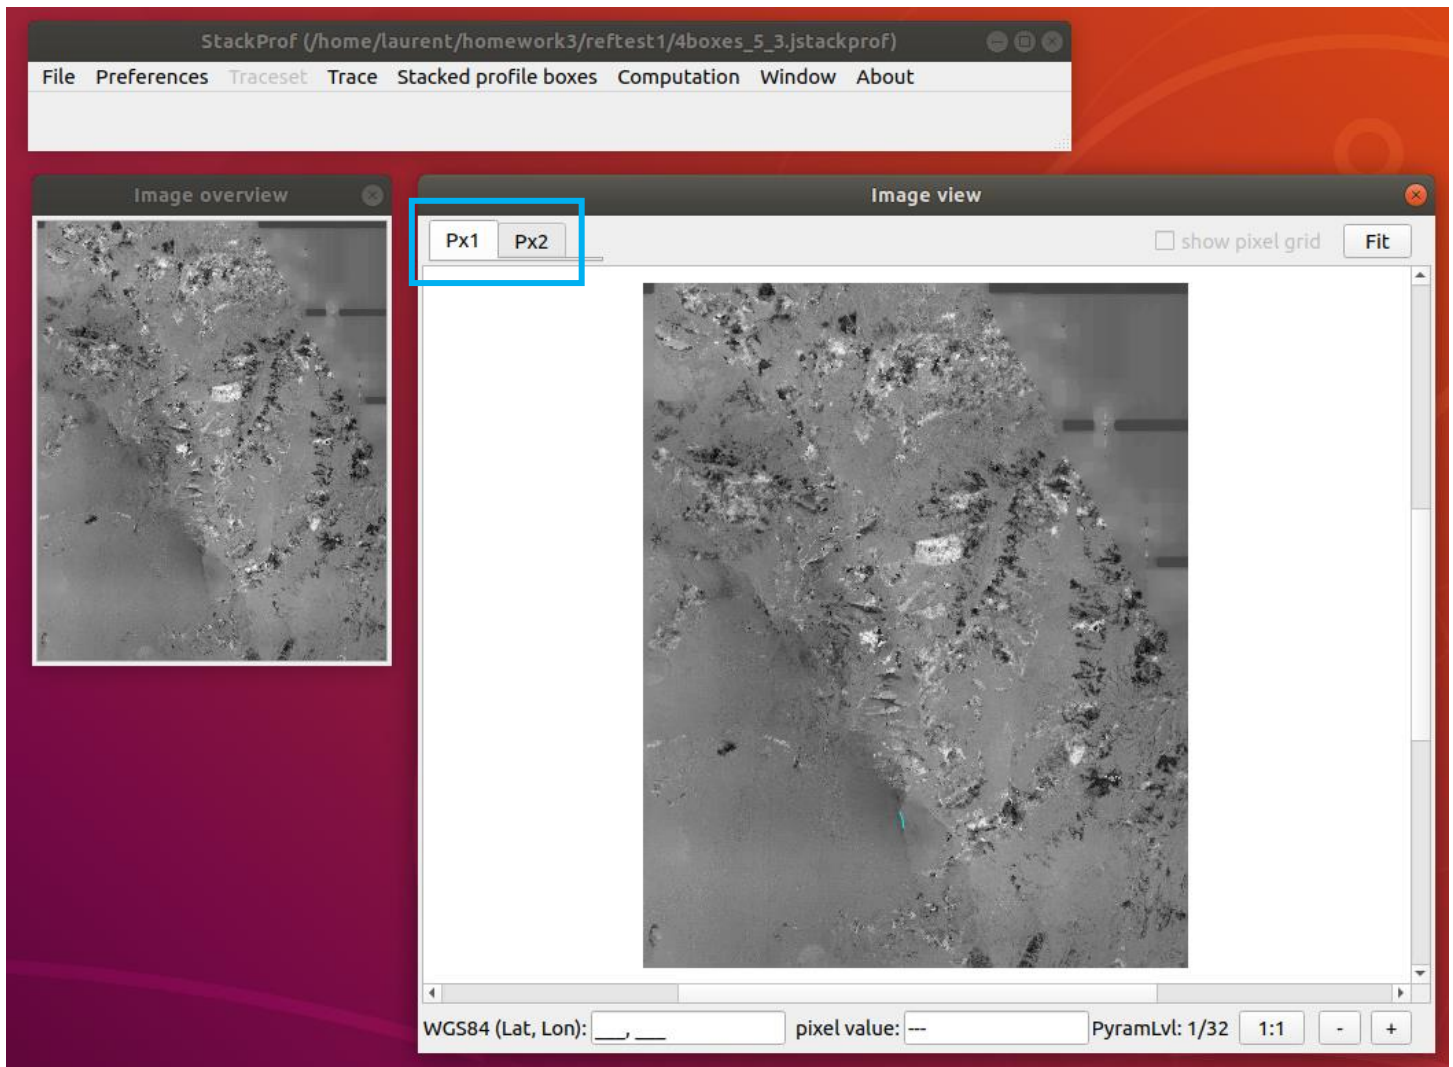 StackProf (/home/laurent/homework3/reftest1/4boxes_5_3.jstackprof)
File Preferences Traceset Trace Stacked profile boxes Computation Window About
Image overview
Image view
Px1 Px2 show pixel grid Fit
WGS84 (Lat, Lon): ___, ___ pixel value: --- PyramLvl: 1/32 1:1 - +